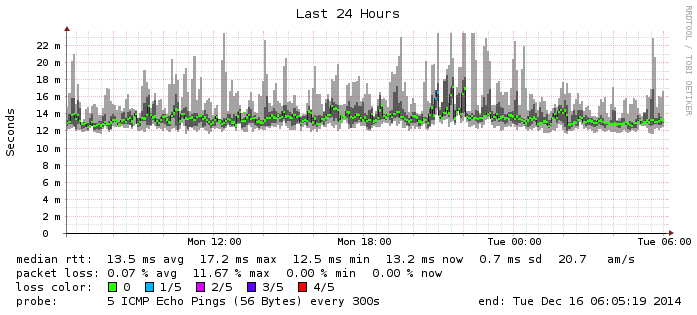 Last 24 Hours
RRDTOOL / TOBI OETIKER
Seconds
22 m
20 m
18 m
16 m
14 m
12 m
10 m
8 m
6 m
4 m
2 m
0
Mon 12:00 Mon 18:00 Tue 00:00 Tue 06:00
median rtt: 13.5 ms avg 17.2 ms max 12.5 ms min 13.2 ms now 0.7 ms sd 20.7 am/s
packet loss: 0.07 % avg 11.67 % max 0.00 % min 0.00 % now
loss color: 0 1/5 2/5 3/5 4/5
probe: 5 ICMP Echo Pings (56 Bytes) every 300s end: Tue Dec 16 06:05:19 2014